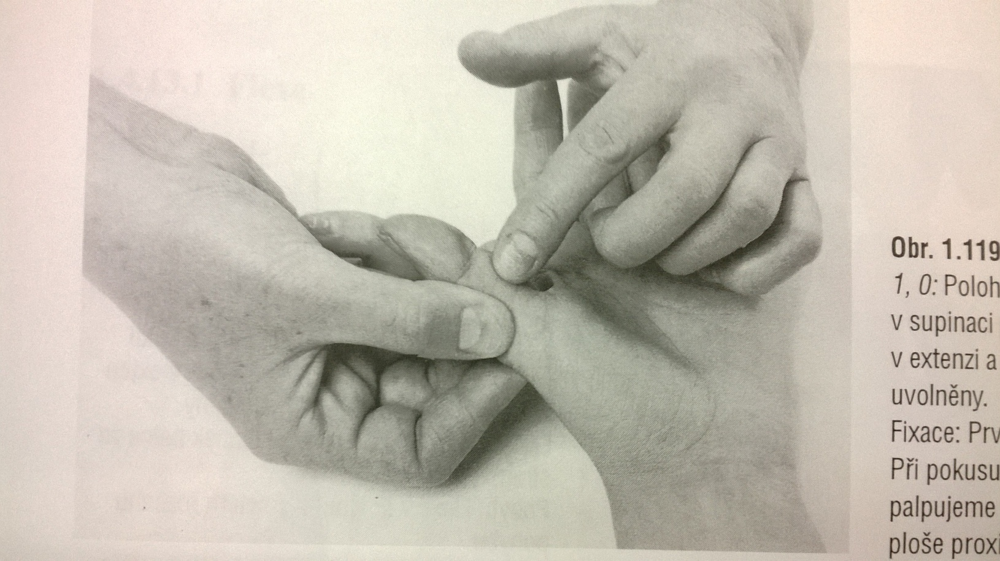 Obr. 1.119
1, 0: Poloh
v supinaci
v extenzi a
uvolněny.
Fixace: Prv
Při pokusu
palpujeme
ploše proxi